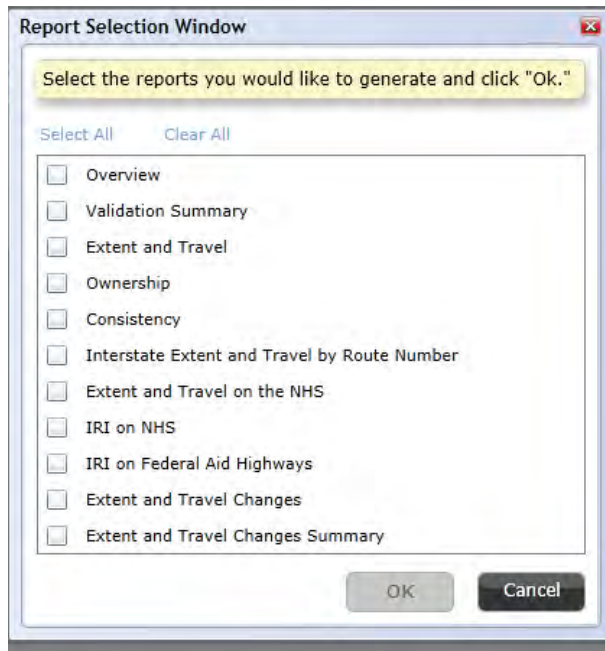 Report Selection Window
Select the reports you would like to generate and click "Ok."
Select All Clear All
Overview
Validation Summary
Extent and Travel
Ownership
Consistency
Interstate Extent and Travel by Route Number
Extent and Travel on the NHS
IRI on NHS
IRI on Federal Aid Highways
Extent and Travel Changes
Extent and Travel Changes Summary
OK Cancel